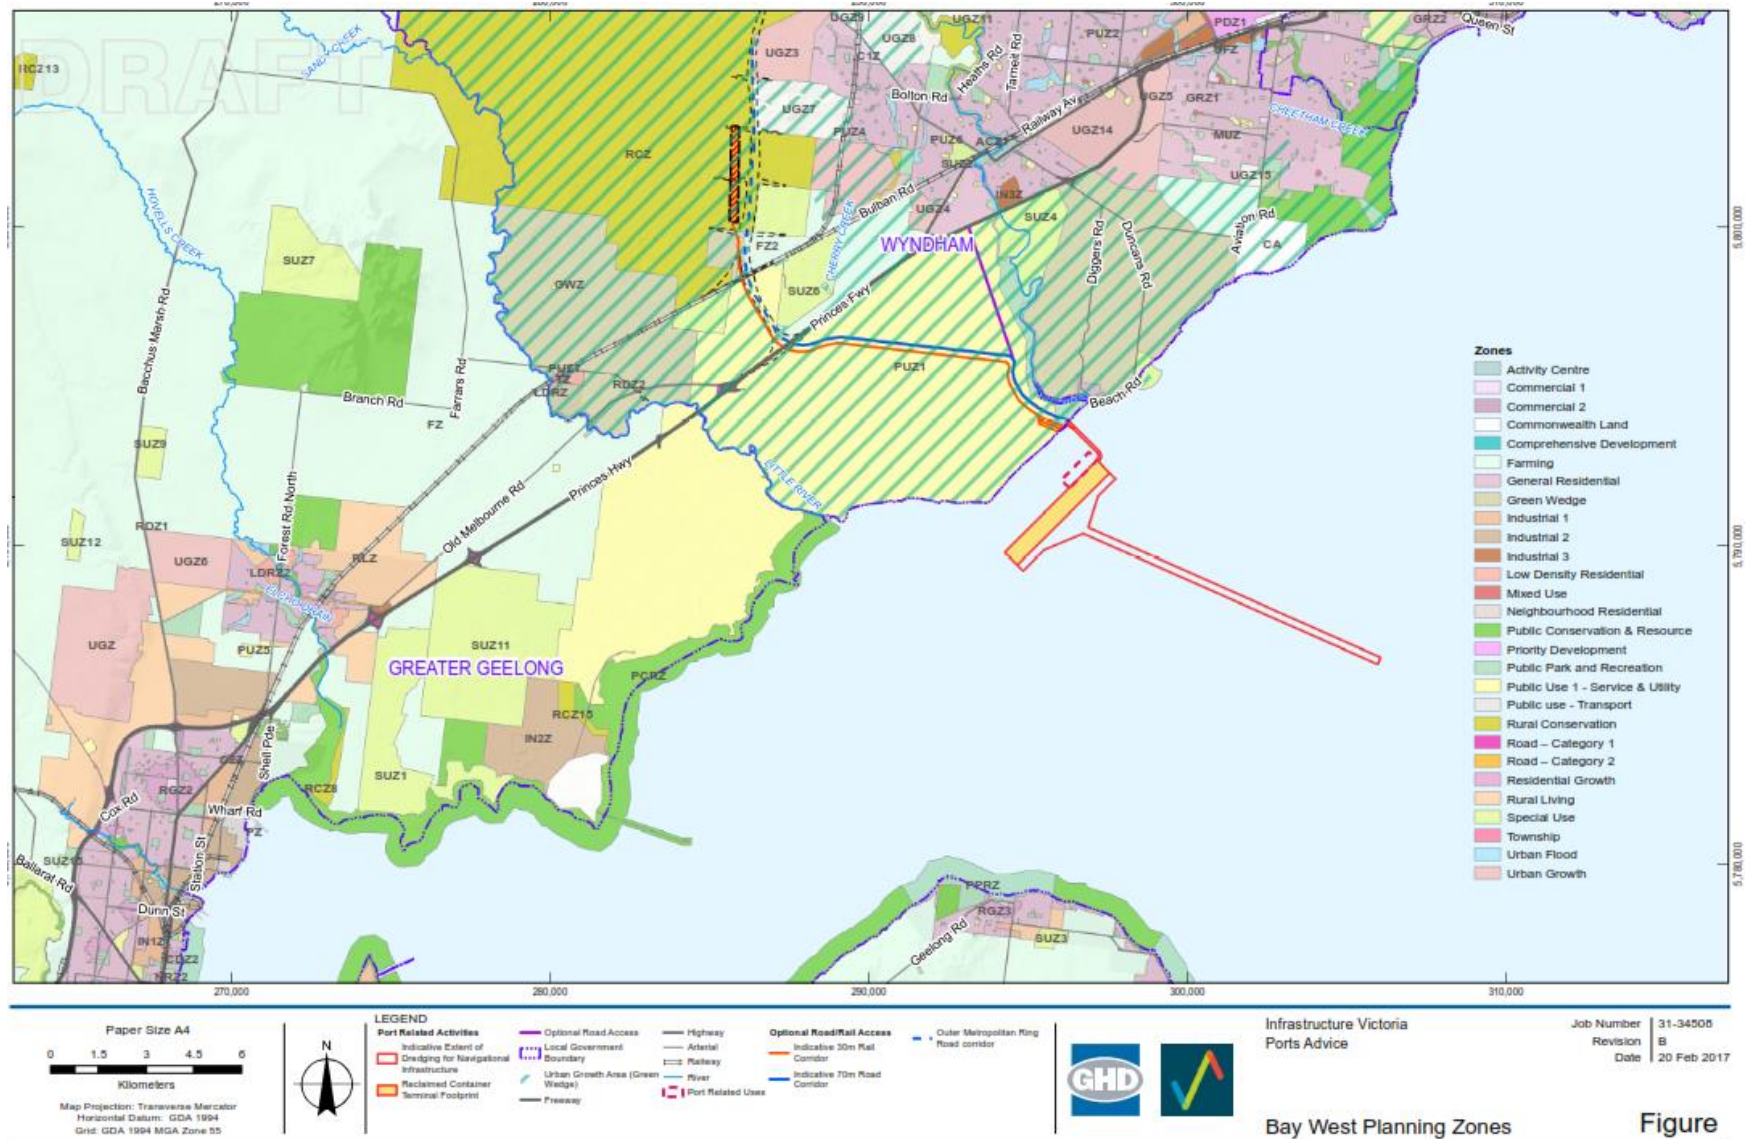 DRAFT
RCZ13
SAND CREEK
UGZ9
UGZ11
UGZ3
UGZ8
C1Z
Heaths Rd
Tarneit Rd
PUZ2
PDZ1
UFZ
GRZ2
Queen St
UGZ7
Bolton Rd
Railway Av
UGZ5
GRZ1
CHEETHAM CREEK
RCZ
PUZ4
PUZ6
UGZ14
MUZ
SUZ2
UGZ15
HOVELLS CREEK
Bulban Rd
IN3Z
UGZ4
SUZ4
Aviation Rd
CA
SUZ7
FZ2
CHERRY CREEK
WYNDHAM
Diggers Rd
Duncans Rd
GWZ
SUZ6
Princes Fwy
Bacchus Marsh Rd
Farrars Rd
Branch Rd
FZ
TZ
LDRZ
RDZ2
PUZ1
Beach Rd
SUZ9
LITTLE RIVER
Princes Hwy
Old Melbourne Rd
Forest Rd North
RDZ1
SUZ12
UGZ6
RLZ
LDRZ2
UGZ
PUZ5
SUZ11
GREATER GEELONG
PCRZ
RCZ15
IN2Z
Shell Pde
SUZ1
RCZ8
RGZ2
Cox Rd
Wharf Rd
PZ
Station St
Ballarat Rd
Dunn St
IN1Z
CDZ2
NRZ2
PPRZ
RGZ3
Geelong Rd
SUZ3
5,800,000
5,790,000
5,780,000
270,000
280,000
290,000
300,000
310,000
Zones
Activity Centre
Commercial 1
Commercial 2
Commonwealth Land
Comprehensive Development
Farming
General Residential
Green Wedge
Industrial 1
Industrial 2
Industrial 3
Low Density Residential
Mixed Use
Neighbourhood Residential
Public Conservation & Resource
Priority Development
Public Park and Recreation
Public Use 1 - Service & Utility
Public use - Transport
Rural Conservation
Road – Category 1
Road – Category 2
Residential Growth
Rural Living
Special Use
Township
Urban Flood
Urban Growth
Paper Size A4
0 1.5 3 4.5 6
Kilometers
Map Projection: Transverse Mercator
Horizontal Datum: GDA 1994
Grid: GDA 1994 MGA Zone 55
N
LEGEND
Port Related Activities
Indicative Extent of
Dredging for Navigational
Infrastructure
Reclaimed Container
Terminal Footprint
Optional Road Access
Local Government
Boundary
Urban Growth Area (Green
Wedge)
Freeway
Highway
Arterial
Railway
River
Port Related Uses
Optional Road/Rail Access
Indicative 30m Rail
Corridor
Indicative 70m Road
Corridor
Outer Metropolitan Ring
Road corridor
GHD
Infrastructure Victoria
Ports Advice
Bay West Planning Zones
Job Number 31-34508
Revision B
Date 20 Feb 2017
Figure